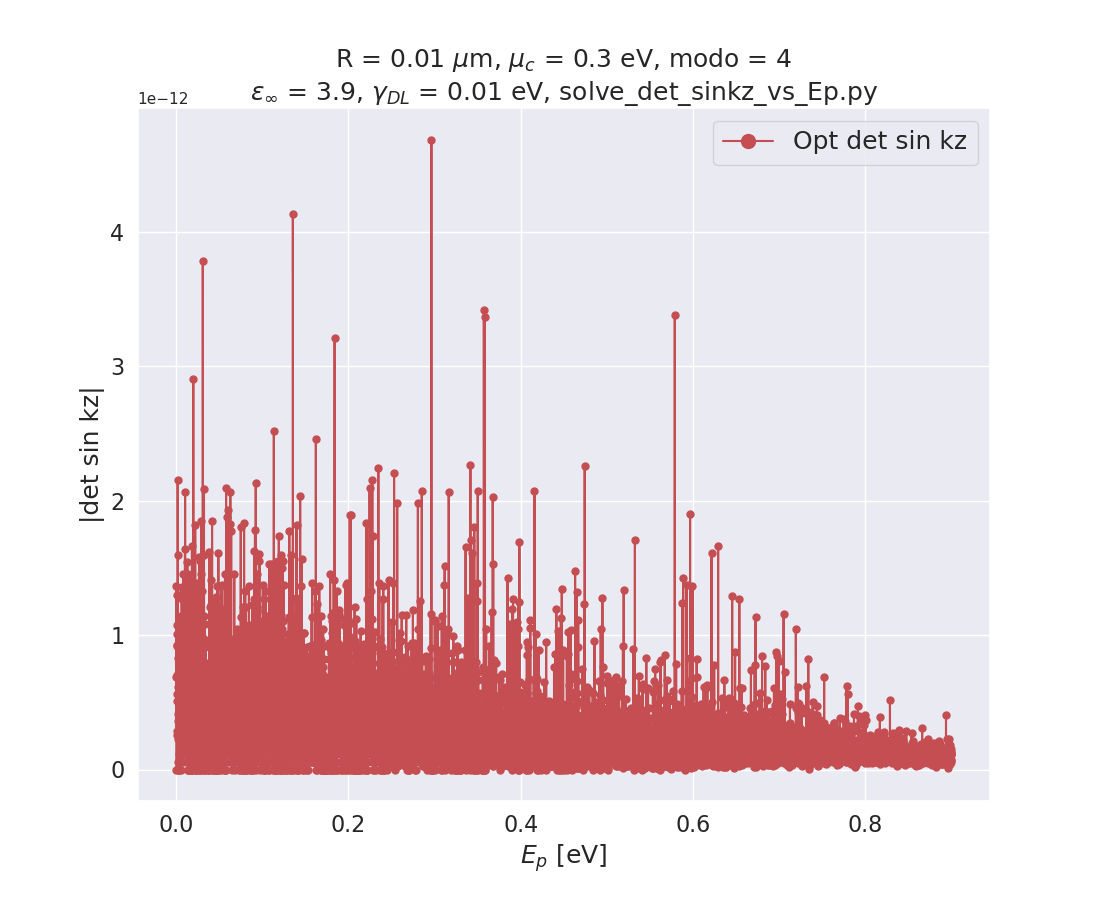 R = 0.01 μm, μ_c = 0.3 eV, modo = 4
ε_∞ = 3.9, γ_DL = 0.01 eV, solve_det_sinkz_vs_Ep.py
1e−12
Opt det sin kz
|det sin kz|
4
3
2
1
0
0.0 0.2 0.4 0.6 0.8
E_p [eV]